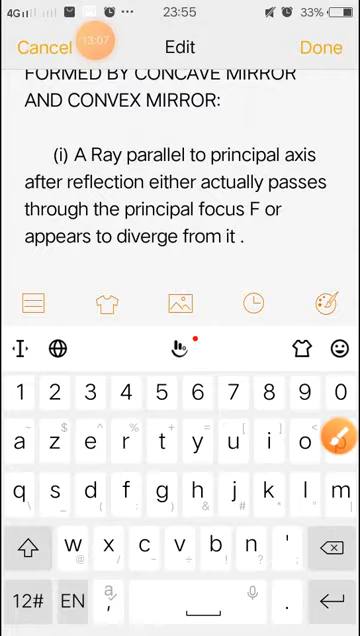 4G 23:55 33%
Cancel 13:07 Edit Done
FORMED BY CONCAVE MIRROR
AND CONVEX MIRROR:
(i) A Ray parallel to principal axis
after reflection either actually passes
through the principal focus F or
appears to diverge from it .
1 2 3 4 5 6 7 8 9 0
~ $ ^ % + = [ ] <
a z e r t y u i o p
q s d f g h j k l m
\ _ ( : ) & # * " °
w x c v b n '
@ / - ÷ ! ? ;
12# EN a , .